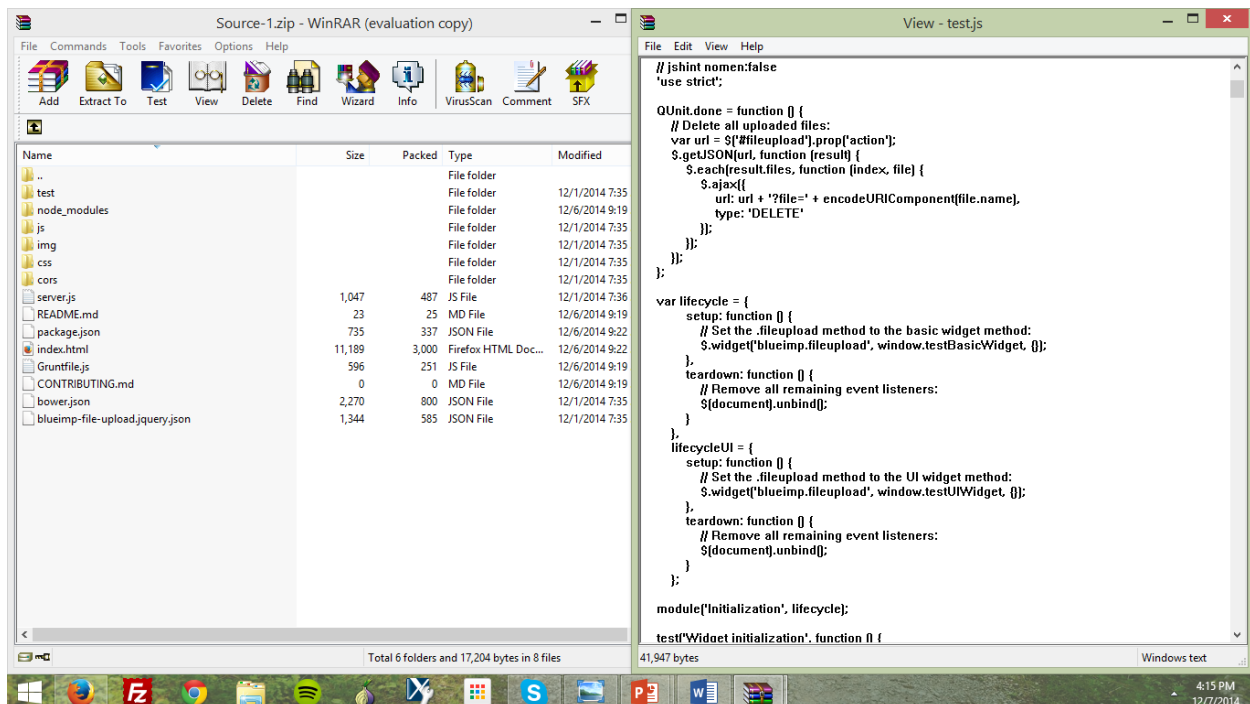 Source-1.zip - WinRAR (evaluation copy)
File Commands Tools Favorites Options Help
Add Extract To Test View Delete Find Wizard Info VirusScan Comment SFX
Name Size Packed Type Modified
.. File folder
test File folder 12/1/2014 7:35
node_modules File folder 12/6/2014 9:19
js File folder 12/1/2014 7:35
img File folder 12/1/2014 7:35
css File folder 12/1/2014 7:35
cors File folder 12/1/2014 7:35
server.js 1,047 487 JS File 12/1/2014 7:36
README.md 23 25 MD File 12/6/2014 9:19
package.json 735 337 JSON File 12/6/2014 9:22
index.html 11,189 3,000 Firefox HTML Doc... 12/6/2014 9:22
Gruntfile.js 596 251 JS File 12/6/2014 9:19
CONTRIBUTING.md 0 0 MD File 12/6/2014 9:19
bower.json 2,270 800 JSON File 12/1/2014 7:35
blueimp-file-upload.jquery.json 1,344 585 JSON File 12/1/2014 7:35
Total 6 folders and 17,204 bytes in 8 files
View - test.js
File Edit View Help
// jshint nomen:false
'use strict';
QUnit.done = function () {
// Delete all uploaded files:
var url = $('#fileupload').prop('action');
$.getJSON(url, function (result) {
$.each(result.files, function (index, file) {
$.ajax({
url: url + '?file=' + encodeURIComponent(file.name),
type: 'DELETE'
});
});
});
};
var lifecycle = {
setup: function () {
// Set the .fileupload method to the basic widget method:
$.widget('blueimp.fileupload', window.testBasicWidget, {});
},
teardown: function () {
// Remove all remaining event listeners:
$(document).unbind();
}
},
lifecycleUI = {
setup: function () {
// Set the .fileupload method to the UI widget method:
$.widget('blueimp.fileupload', window.testUIWidget, {});
},
teardown: function () {
// Remove all remaining event listeners:
$(document).unbind();
}
};
module('Initialization', lifecycle);
test('Widget initialization', function () {
41,947 bytes Windows text
4:15 PM
12/7/2014